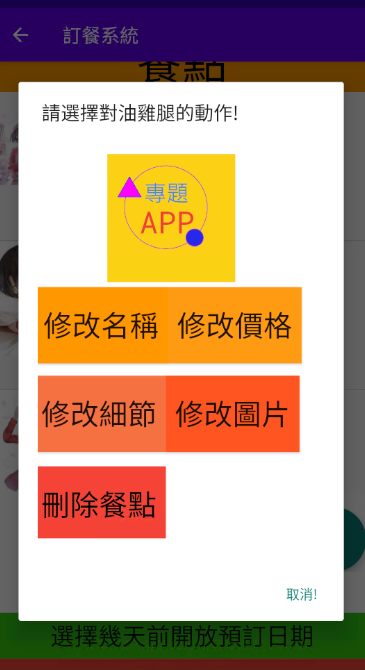 訂餐系統
餐點
請選擇對油雞腿的動作!
專題
APP
修改名稱 修改價格
修改細節 修改圖片
刪除餐點
取消!
選擇幾天前開放預訂日期